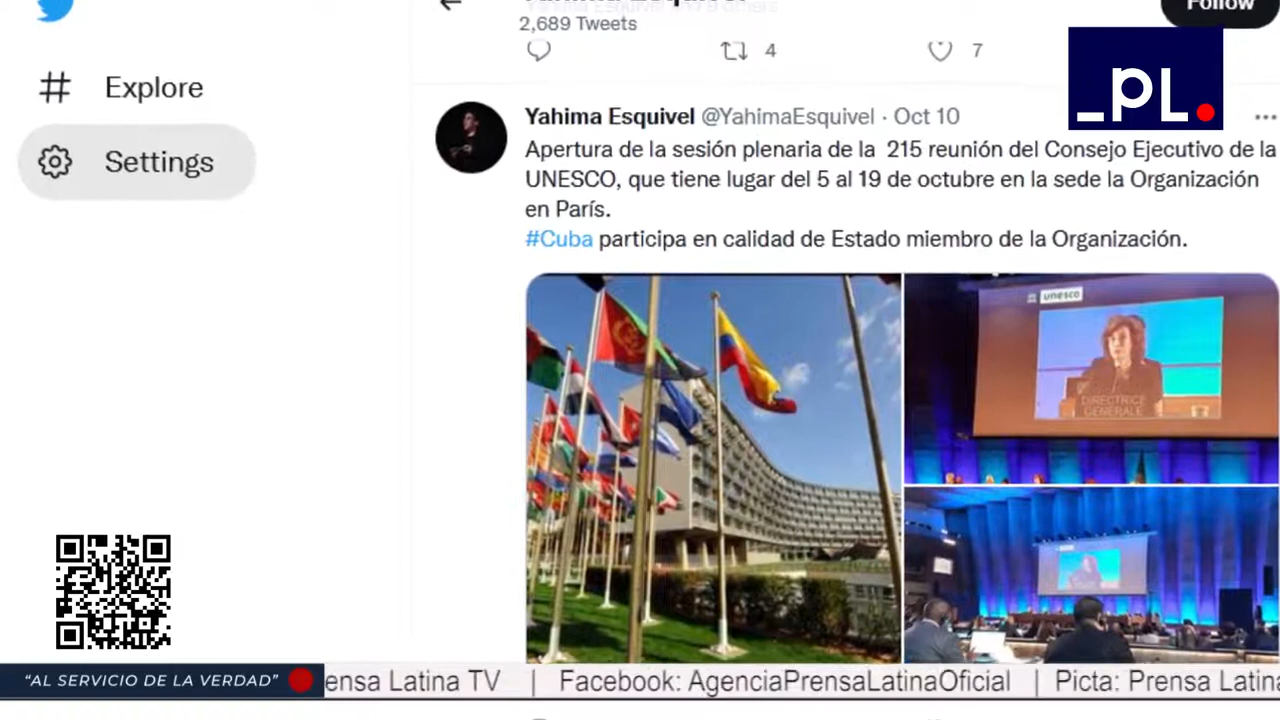 2,689 Tweets
Follow
4
7
_PL.
Explore
Settings
Yahima Esquivel @YahimaEsquivel · Oct 10
Apertura de la sesión plenaria de la 215 reunión del Consejo Ejecutivo de la
UNESCO, que tiene lugar del 5 al 19 de octubre en la sede la Organización
en París.
#Cuba participa en calidad de Estado miembro de la Organización.
unesco
DIRECTRICE
GENERALE
“AL SERVICIO DE LA VERDAD”
ensa Latina TV | Facebook: AgenciaPrensaLatinaOficial | Picta: Prensa Latina